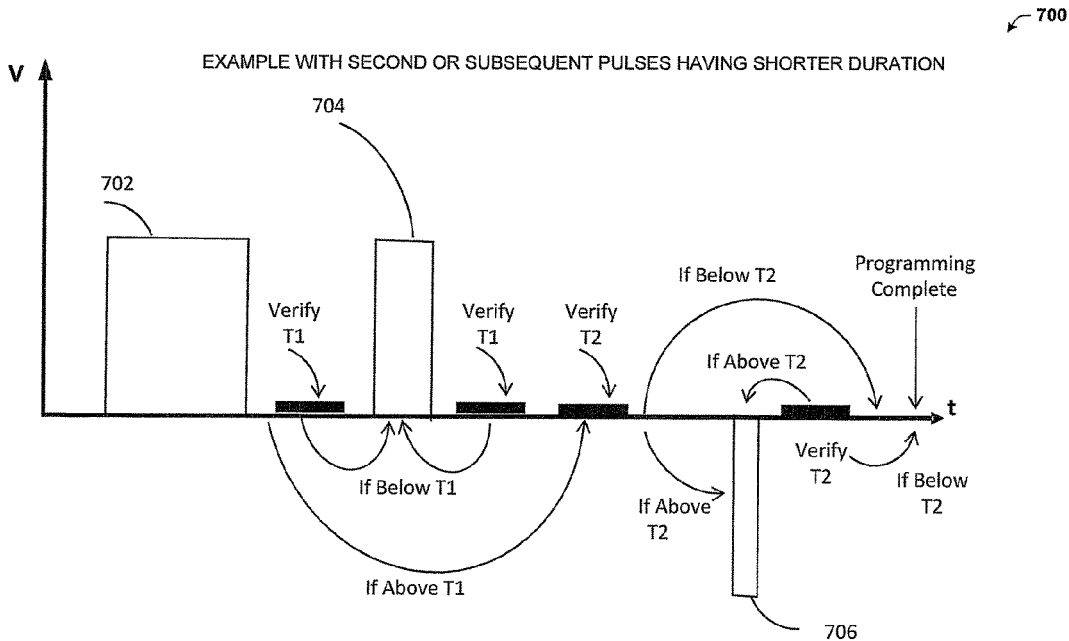 700
EXAMPLE WITH SECOND OR SUBSEQUENT PULSES HAVING SHORTER DURATION
V
704
702
Verify
T1
Verify
T1
Verify
T2
If Below T2
Programming
Complete
If Above T2
t
If Below T1
If Above T1
If Above
T2
Verify
T2
If Below
T2
706